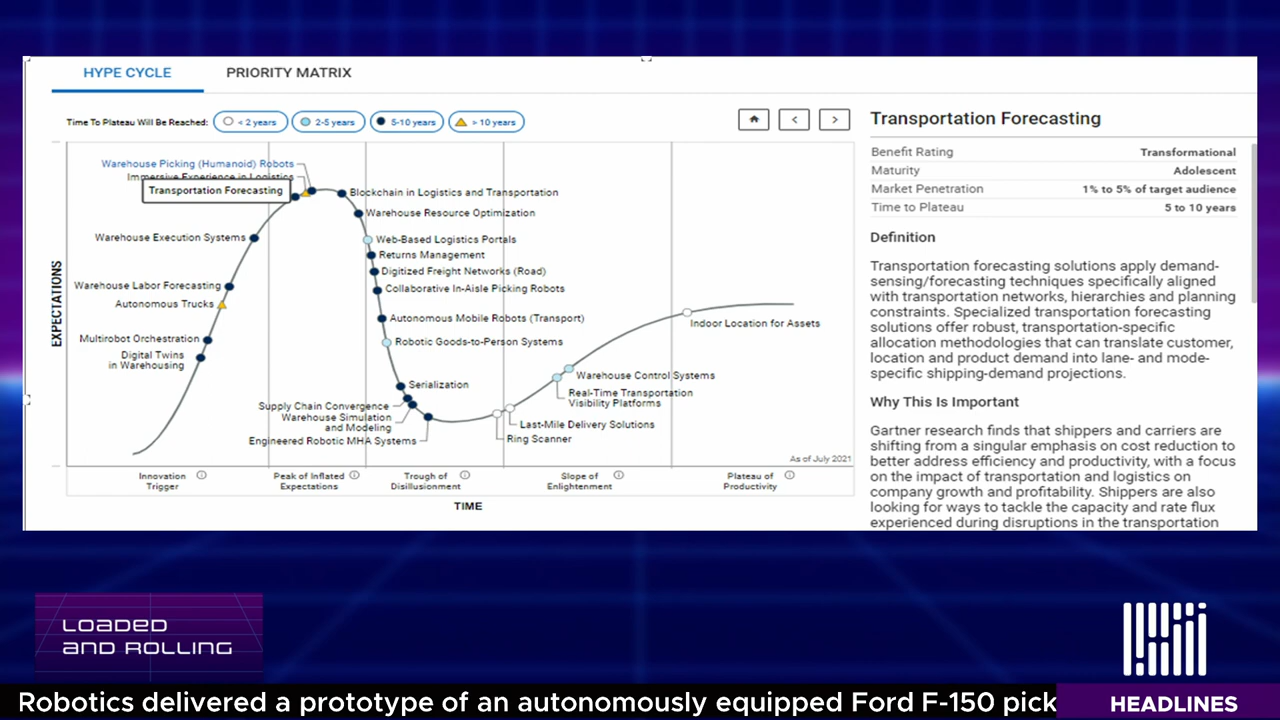 HYPE CYCLE
PRIORITY MATRIX
Time To Plateau Will Be Reached:
< 2 years
2-5 years
5-10 years
> 10 years
Warehouse Picking (Humanoid) Robots
Immersive Experience in Logistics
Transportation Forecasting
Warehouse Execution Systems
Warehouse Labor Forecasting
Autonomous Trucks
Multirobot Orchestration
Digital Twins
in Warehousing
Blockchain in Logistics and Transportation
Warehouse Resource Optimization
Web-Based Logistics Portals
Returns Management
Digitized Freight Networks (Road)
Collaborative In-Aisle Picking Robots
Autonomous Mobile Robots (Transport)
Robotic Goods-to-Person Systems
Serialization
Supply Chain Convergence
Warehouse Simulation
and Modeling
Engineered Robotic MHA Systems
Indoor Location for Assets
Warehouse Control Systems
Real-Time Transportation
Visibility Platforms
Last-Mile Delivery Solutions
Ring Scanner
As of July 2021
EXPECTATIONS
Innovation
Trigger
Peak of Inflated
Expectations
Trough of
Disillusionment
Slope of
Enlightenment
Plateau of
Productivity
TIME
Transportation Forecasting
Benefit Rating Transformational
Maturity Adolescent
Market Penetration 1% to 5% of target audience
Time to Plateau 5 to 10 years
Definition
Transportation forecasting solutions apply demand-
sensing/forecasting techniques specifically aligned
with transportation networks, hierarchies and planning
constraints. Specialized transportation forecasting
solutions offer robust, transportation-specific
allocation methodologies that can translate customer,
location and product demand into lane- and mode-
specific shipping-demand projections.
Why This Is Important
Gartner research finds that shippers and carriers are
shifting from a singular emphasis on cost reduction to
better address efficiency and productivity, with a focus
on the impact of transportation and logistics on
company growth and profitability. Shippers are also
looking for ways to tackle the capacity and rate flux
experienced during disruptions in the transportation
LOADED
AND ROLLING
Robotics delivered a prototype of an autonomously equipped Ford F-150 pick
HEADLINES